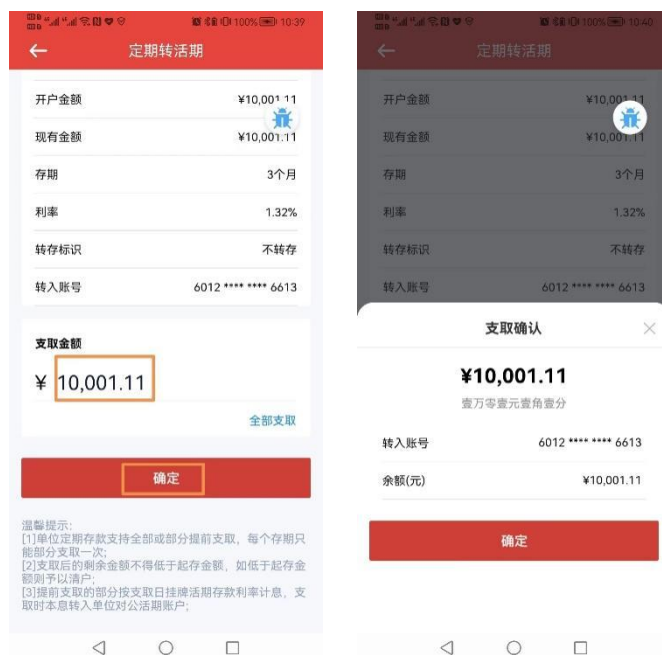 100% 10:39
定期转活期
开户金额 ¥10,001.11
现有金额 ¥10,001.11
存期 3个月
利率 1.32%
转存标识 不转存
转入账号 6012 **** **** 6613
支取金额
¥ 10,001.11
全部支取
确定
温馨提示:
[1]单位定期存款支持全部或部分提前支取，每个存期只
能部分支取一次;
[2]支取后的剩余金额不得低于起存金额，如低于起存金
额则予以清户;
[3]提前支取的部分按支取日挂牌活期存款利率计息，支
取时本息转入单位对公活期账户;
100% 10:40
定期转活期
开户金额 ¥10,001.11
现有金额 ¥10,001.11
存期 3个月
利率 1.32%
转存标识 不转存
转入账号 6012 **** **** 6613
支取确认
¥10,001.11
壹万零壹元壹角壹分
转入账号 6012 **** **** 6613
余额(元) ¥10,001.11
确定